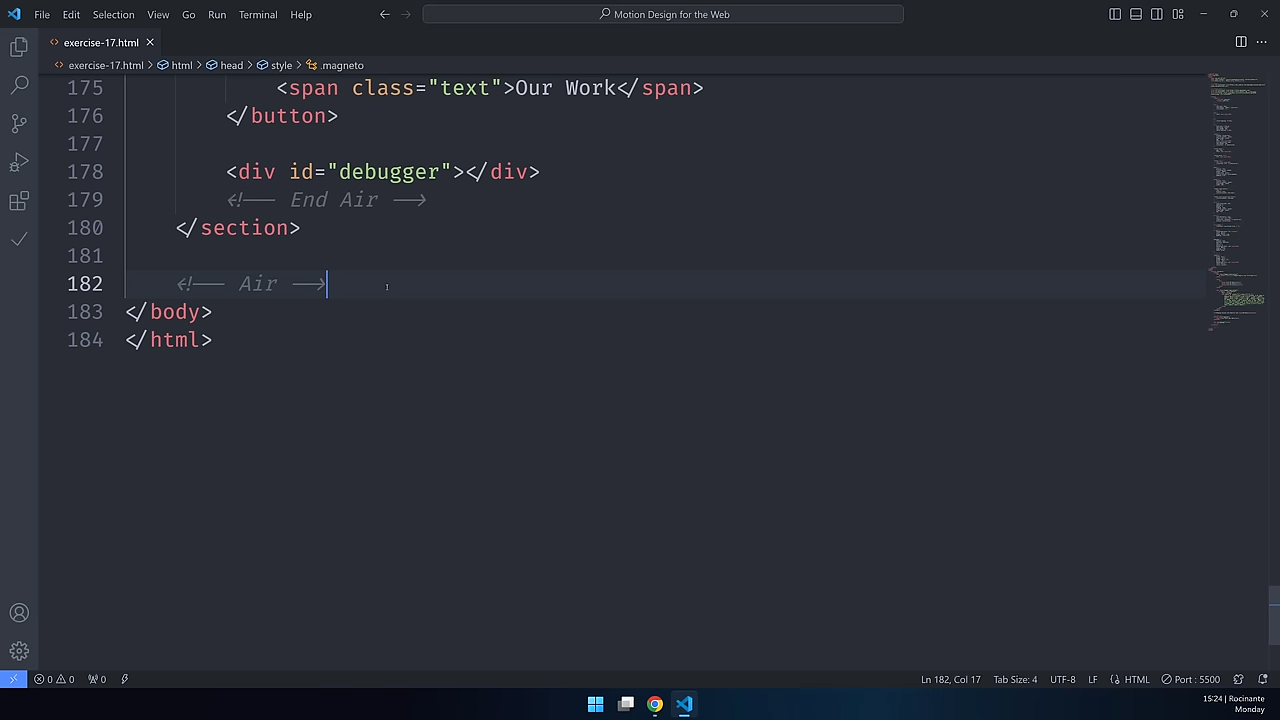 File Edit Selection View Go Run Terminal Help
Motion Design for the Web
exercise-17.html
exercise-17.html > html > head > style > .magneto
175 <span class="text">Our Work</span>
176 </button>
177
178 <div id="debugger"></div>
179 <!-- End Air -->
180 </section>
181
182 <!-- Air -->
183 </body>
184 </html>
0 0 0 Ln 182, Col 17 Tab Size: 4 UTF-8 LF HTML Port : 5500
15:24 | Rocinante
Monday